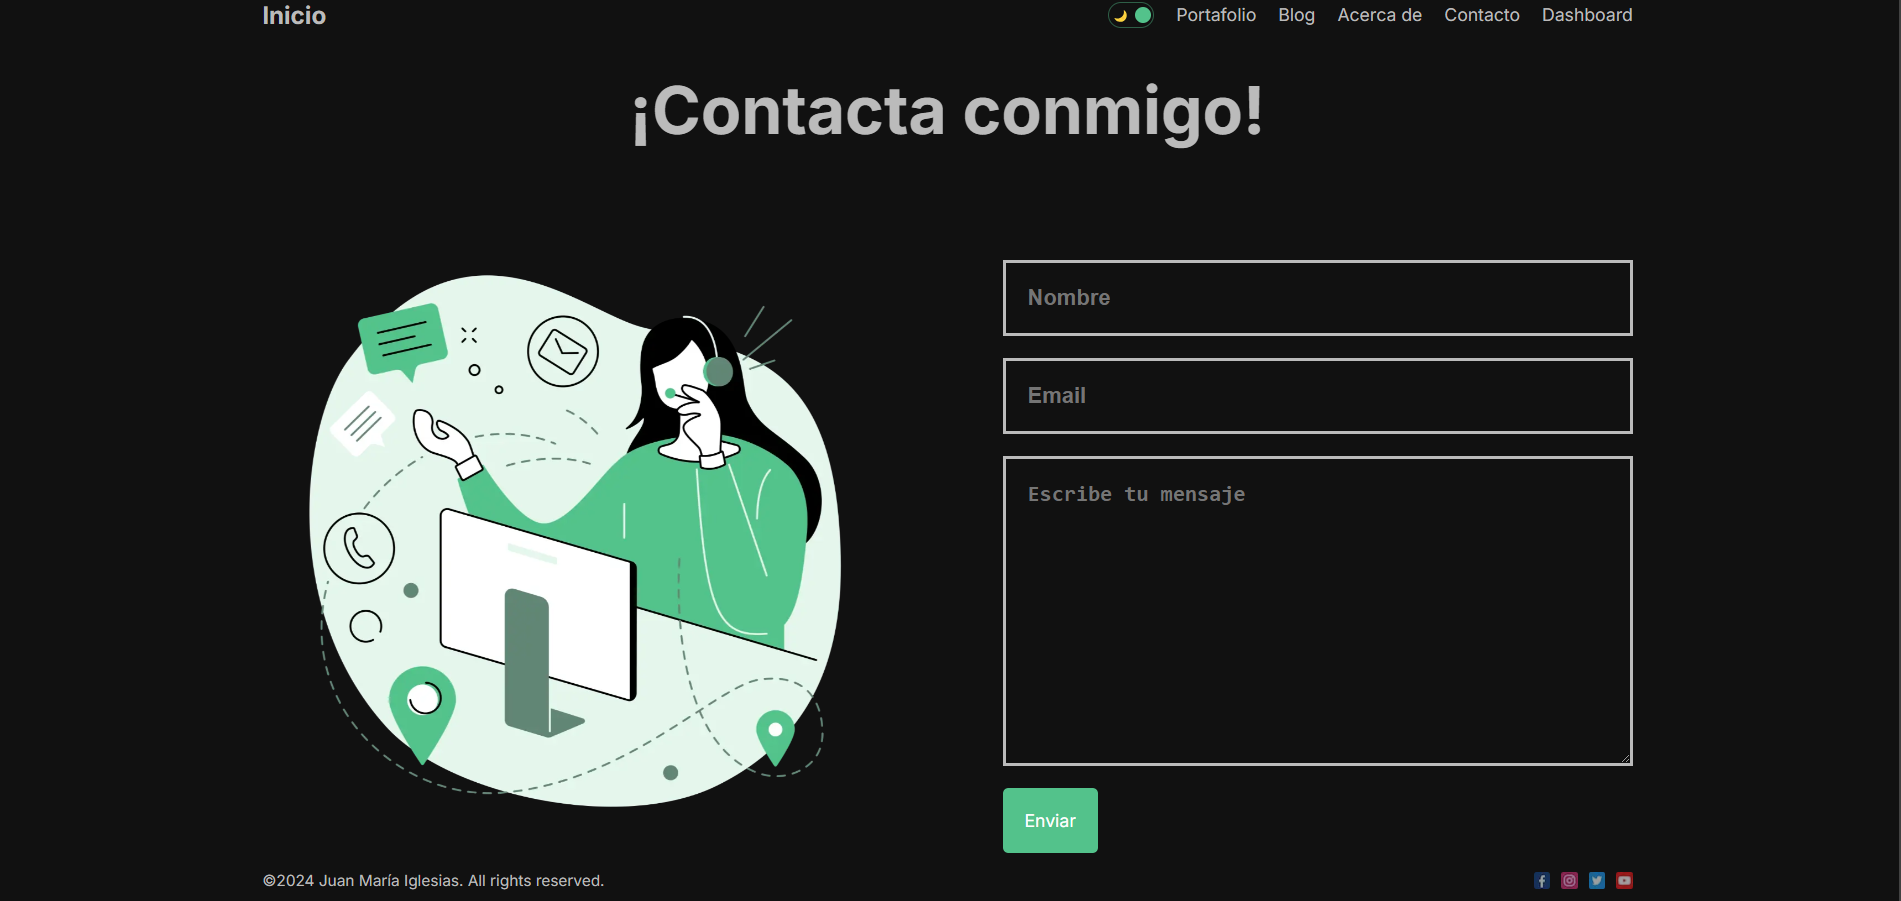 Inicio
Portafolio Blog Acerca de Contacto Dashboard
¡Contacta conmigo!
Nombre
Email
Escribe tu mensaje
Enviar
©2024 Juan María Iglesias. All rights reserved.